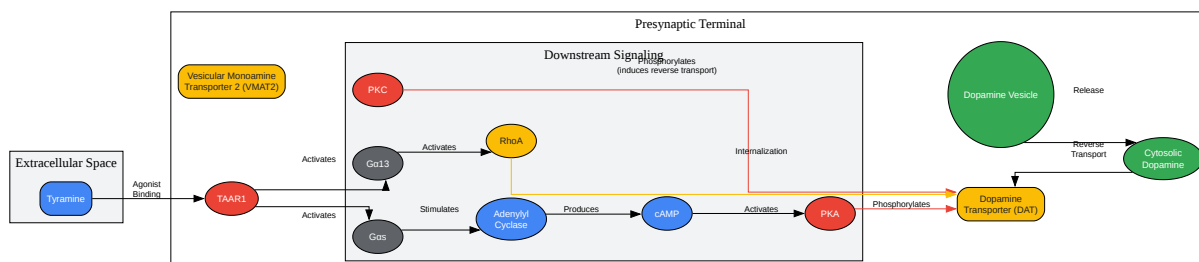 Presynaptic Terminal
Downstream Signaling
Phosphorylates
(induces reverse transport)
Vesicular Monoamine
Transporter 2 (VMAT2)
PKC
Dopamine Vesicle
Release
RhoA
Activates
Activates
Internalization
Reverse
Transport
Extracellular Space
Gα13
Cytosolic
Dopamine
Tyramine
Agonist
Binding
TAAR1
Activates
Stimulates
Gαs
Adenylyl
Cyclase
Produces
cAMP
Activates
PKA
Phosphorylates
Dopamine
Transporter (DAT)